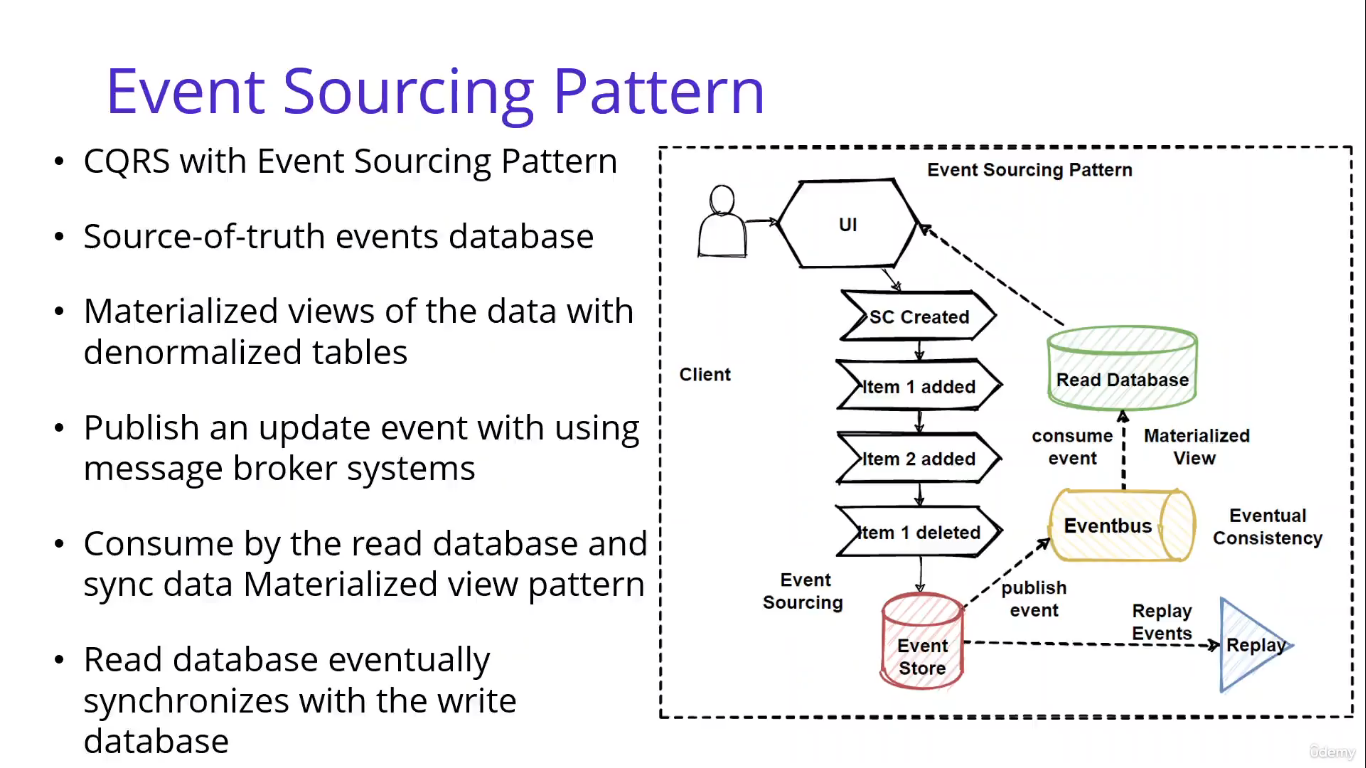 Event Sourcing Pattern
• CQRS with Event Sourcing Pattern
• Source-of-truth events database
• Materialized views of the data with
denormalized tables
• Publish an update event with using
message broker systems
• Consume by the read database and
sync data Materialized view pattern
• Read database eventually
synchronizes with the write
database
Event Sourcing Pattern
UI
SC Created
Item 1 added
Item 2 added
Item 1 deleted
Client
Read Database
consume
event
Materialized
View
Eventbus
Eventual
Consistency
Event
Sourcing
publish
event
Event
Store
Replay
Events
Replay
ûdemy